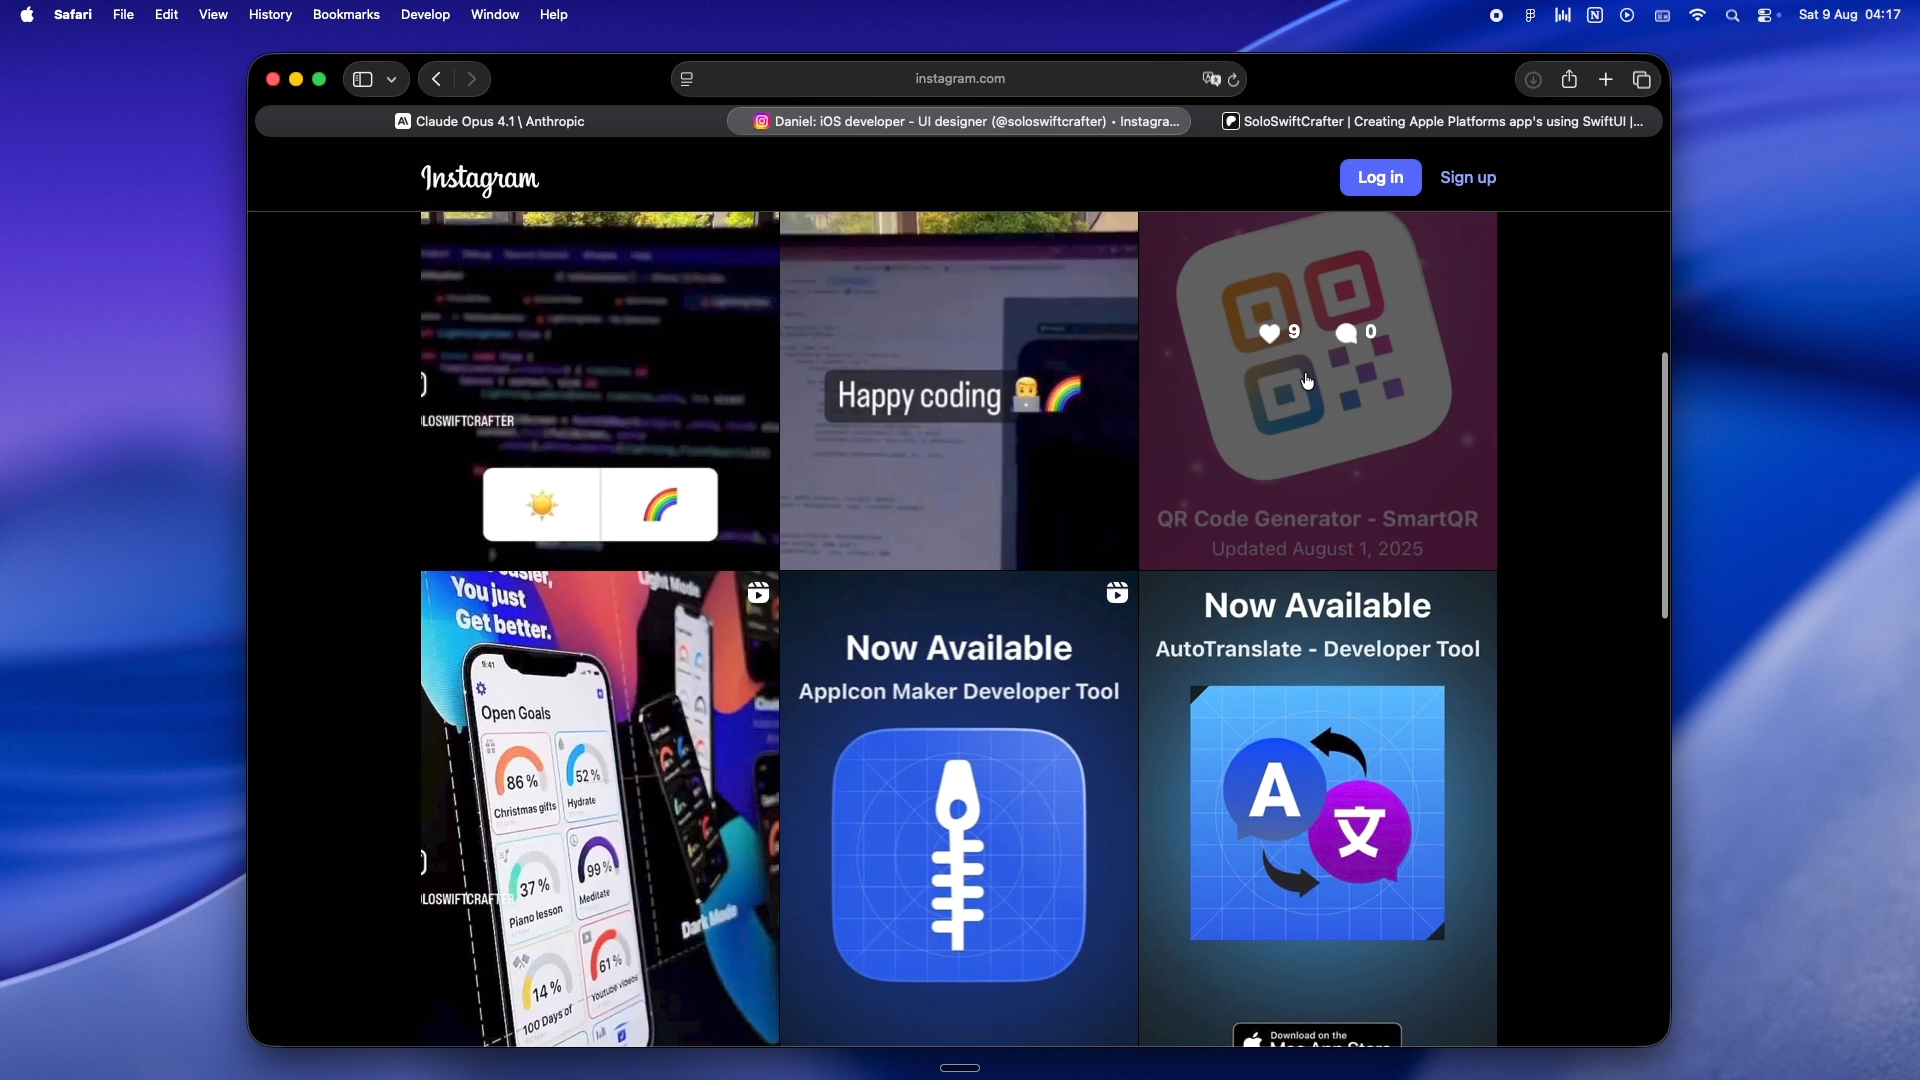 Safari File Edit View History Bookmarks Develop Window Help
Sat 9 Aug 04:17
instagram.com
Claude Opus 4.1 \ Anthropic
Daniel: iOS developer - UI designer (@soloswiftcrafter) • Instagra...
SoloSwiftCrafter | Creating Apple Platforms app's using SwiftUI |...
Instagram
Log in
Sign up
LOSWIFTCRAFTER
Happy coding
9
0
QR Code Generator - SmartQR
Updated August 1, 2025
You just
Get better.
Light Mode
9:41
Open Goals
86 %
Christmas gifts
52 %
Hydrate
37 %
Piano lesson
99 %
Meditate
14 %
100 Days of
61 %
Youtube videos
Dark Mode
LOSWIFTCRAFTER
Now Available
AppIcon Maker Developer Tool
Now Available
AutoTranslate - Developer Tool
A
文
Download on the